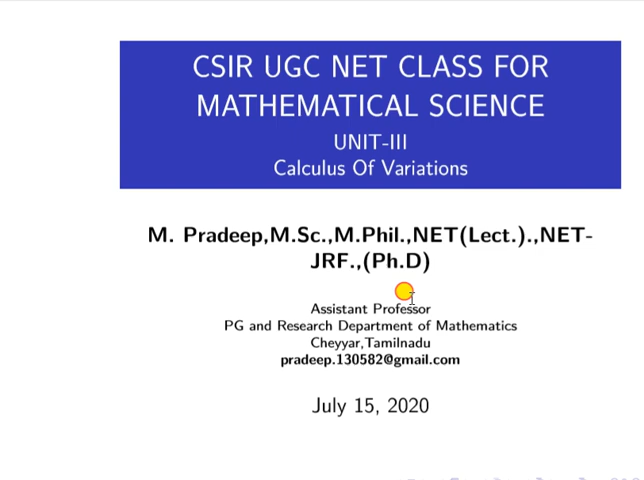 CSIR UGC NET CLASS FOR
MATHEMATICAL SCIENCE
UNIT-III
Calculus Of Variations
M. Pradeep,M.Sc.,M.Phil.,NET(Lect.).,NET-
JRF.,(Ph.D)
Assistant Professor
PG and Research Department of Mathematics
Cheyyar,Tamilnadu
pradeep.130582@gmail.com
July 15, 2020